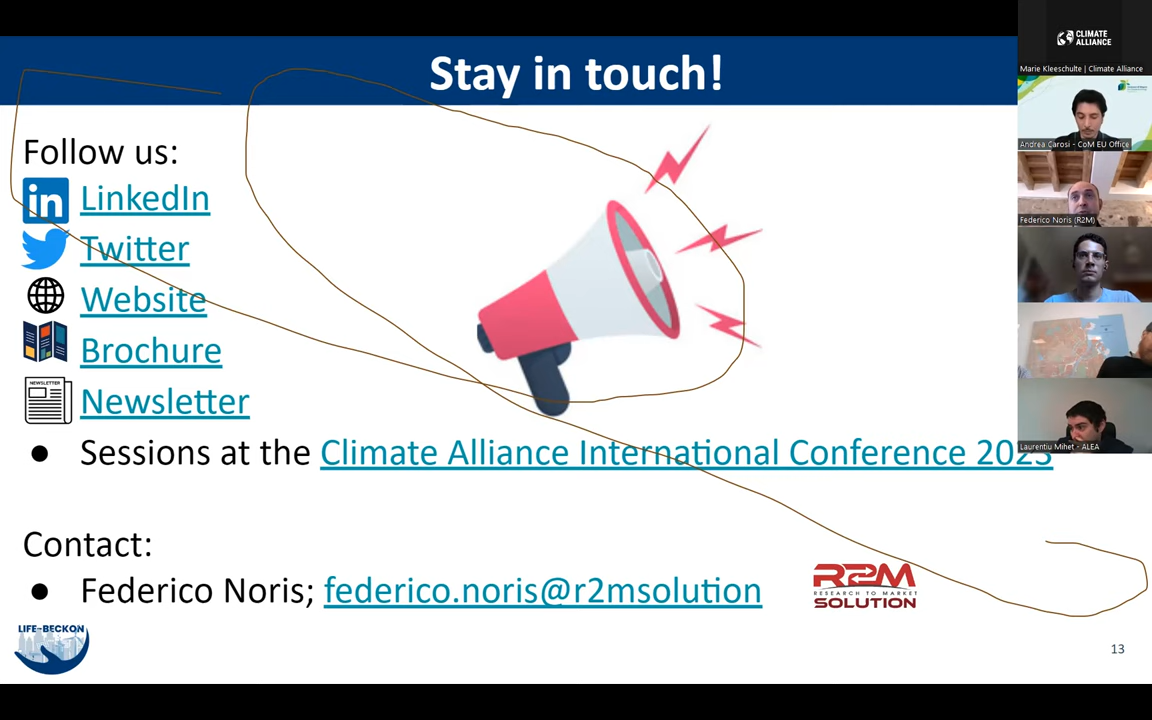 Stay in touch!
Follow us:
LinkedIn
Twitter
Website
Brochure
NEWSLETTER
Newsletter
● Sessions at the Climate Alliance International Conference 2023
Contact:
● Federico Noris; federico.noris@r2msolution
R2M
RESEARCH TO MARKET
SOLUTION
LIFE-BECKON
13
CLIMATE
ALLIANCE
Marie Kleeschulte | Climate Alliance
Andrea Carosi - CoM EU Office
Federico Noris (R2M)
Laurentiu Mihet - ALEA